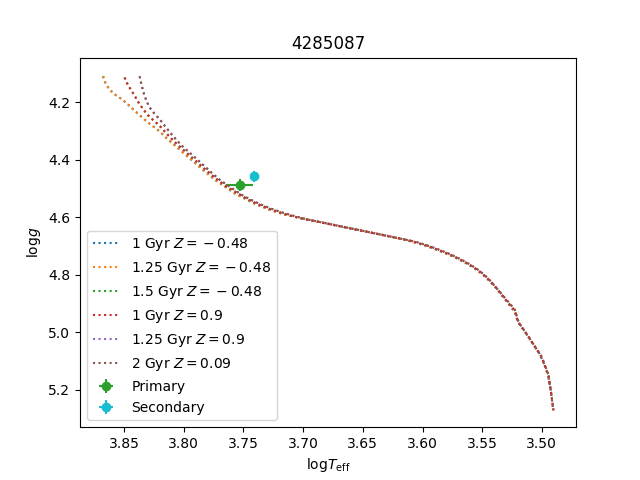 4285087
4.2
4.4
4.6
4.8
5.0
5.2
log g
1 Gyr Z = −0.48
1.25 Gyr Z = −0.48
1.5 Gyr Z = −0.48
1 Gyr Z = 0.9
1.25 Gyr Z = 0.9
2 Gyr Z = 0.09
Primary
Secondary
3.85 3.80 3.75 3.70 3.65 3.60 3.55 3.50
log T_eff